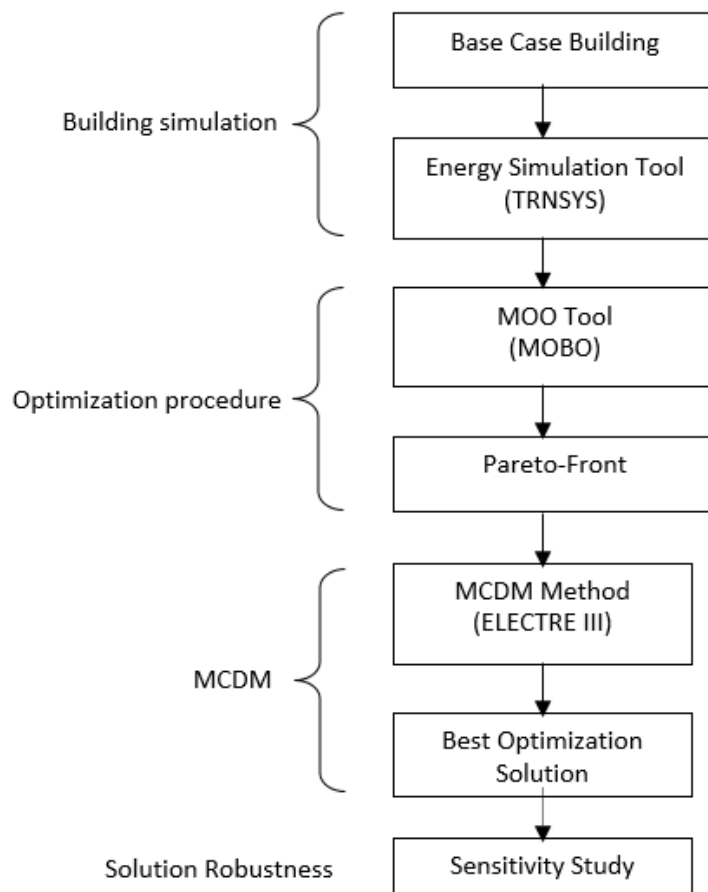 Base Case Building
Building simulation
Energy Simulation Tool
(TRNSYS)
MOO Tool
(MOBO)
Optimization procedure
Pareto-Front
MCDM Method
(ELECTRE III)
MCDM
Best Optimization
Solution
Solution Robustness
Sensitivity Study